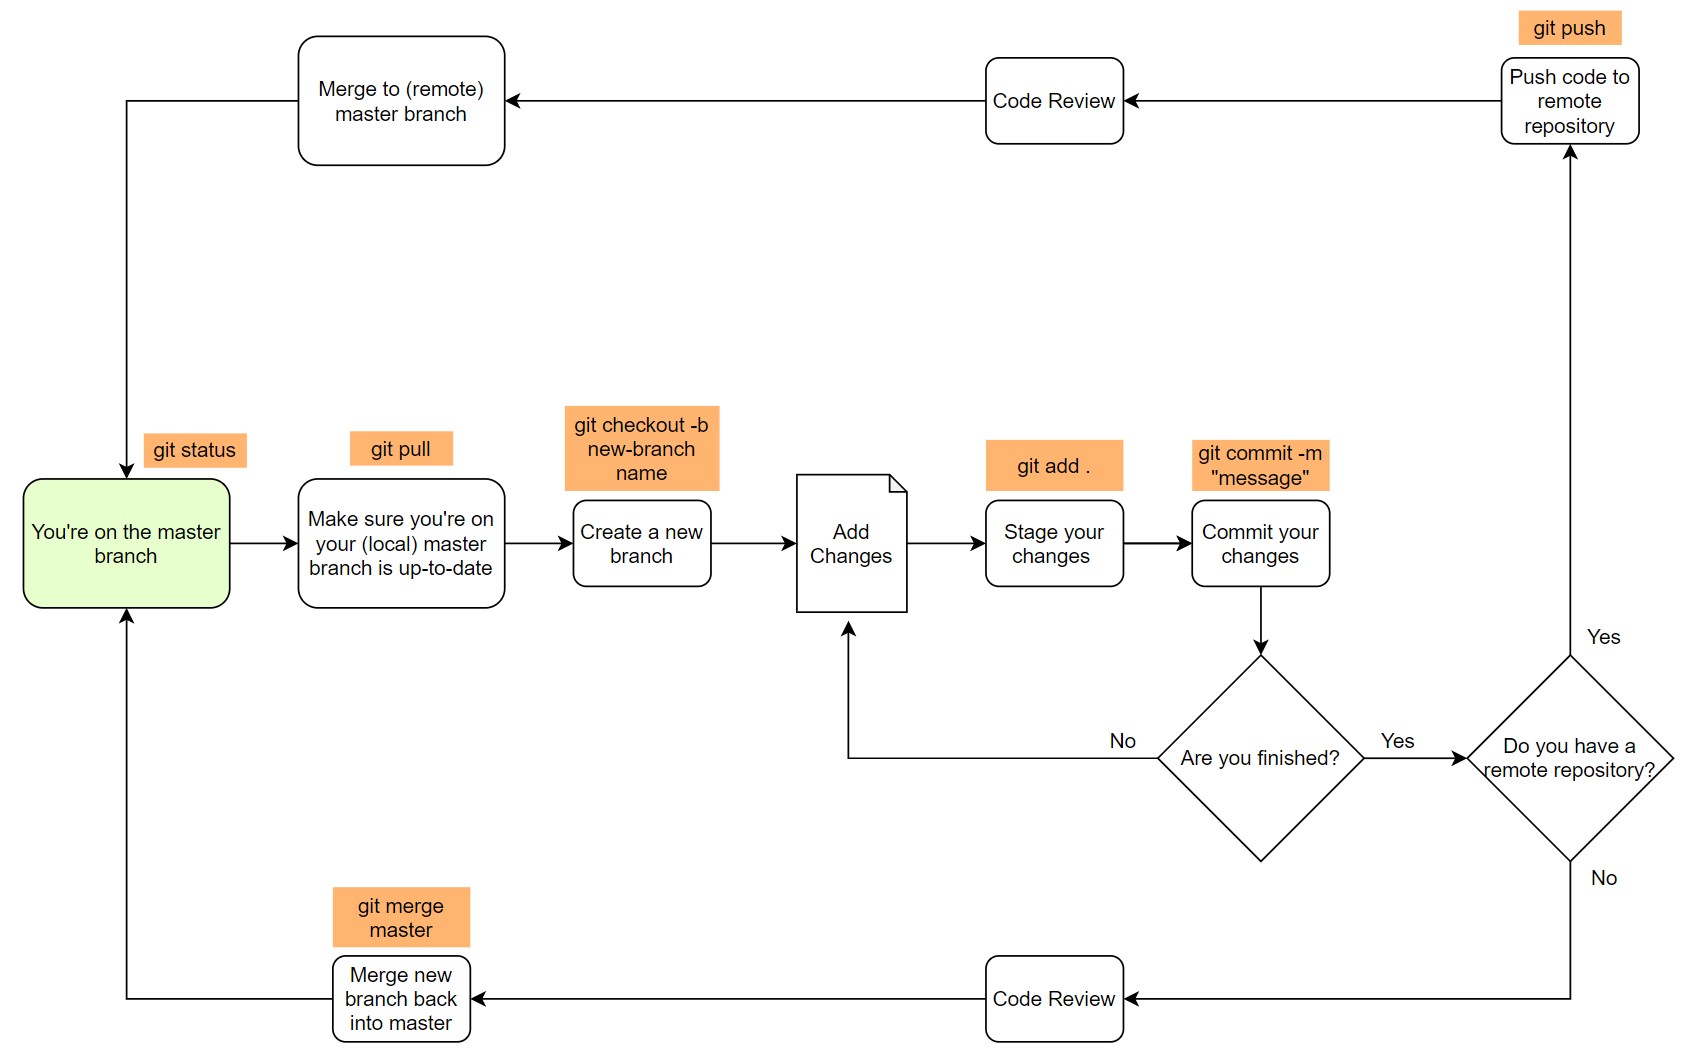 git push
Merge to (remote)
master branch
Code Review
Push code to
remote
repository
git status
git pull
git checkout -b
new-branch
name
git add .
git commit -m
"message"
You're on the master
branch
Make sure you're on
your (local) master
branch is up-to-date
Create a new
branch
Add
Changes
Stage your
changes
Commit your
changes
Yes
No
Are you finished?
Yes
Do you have a
remote repository?
No
git merge
master
Merge new
branch back
into master
Code Review